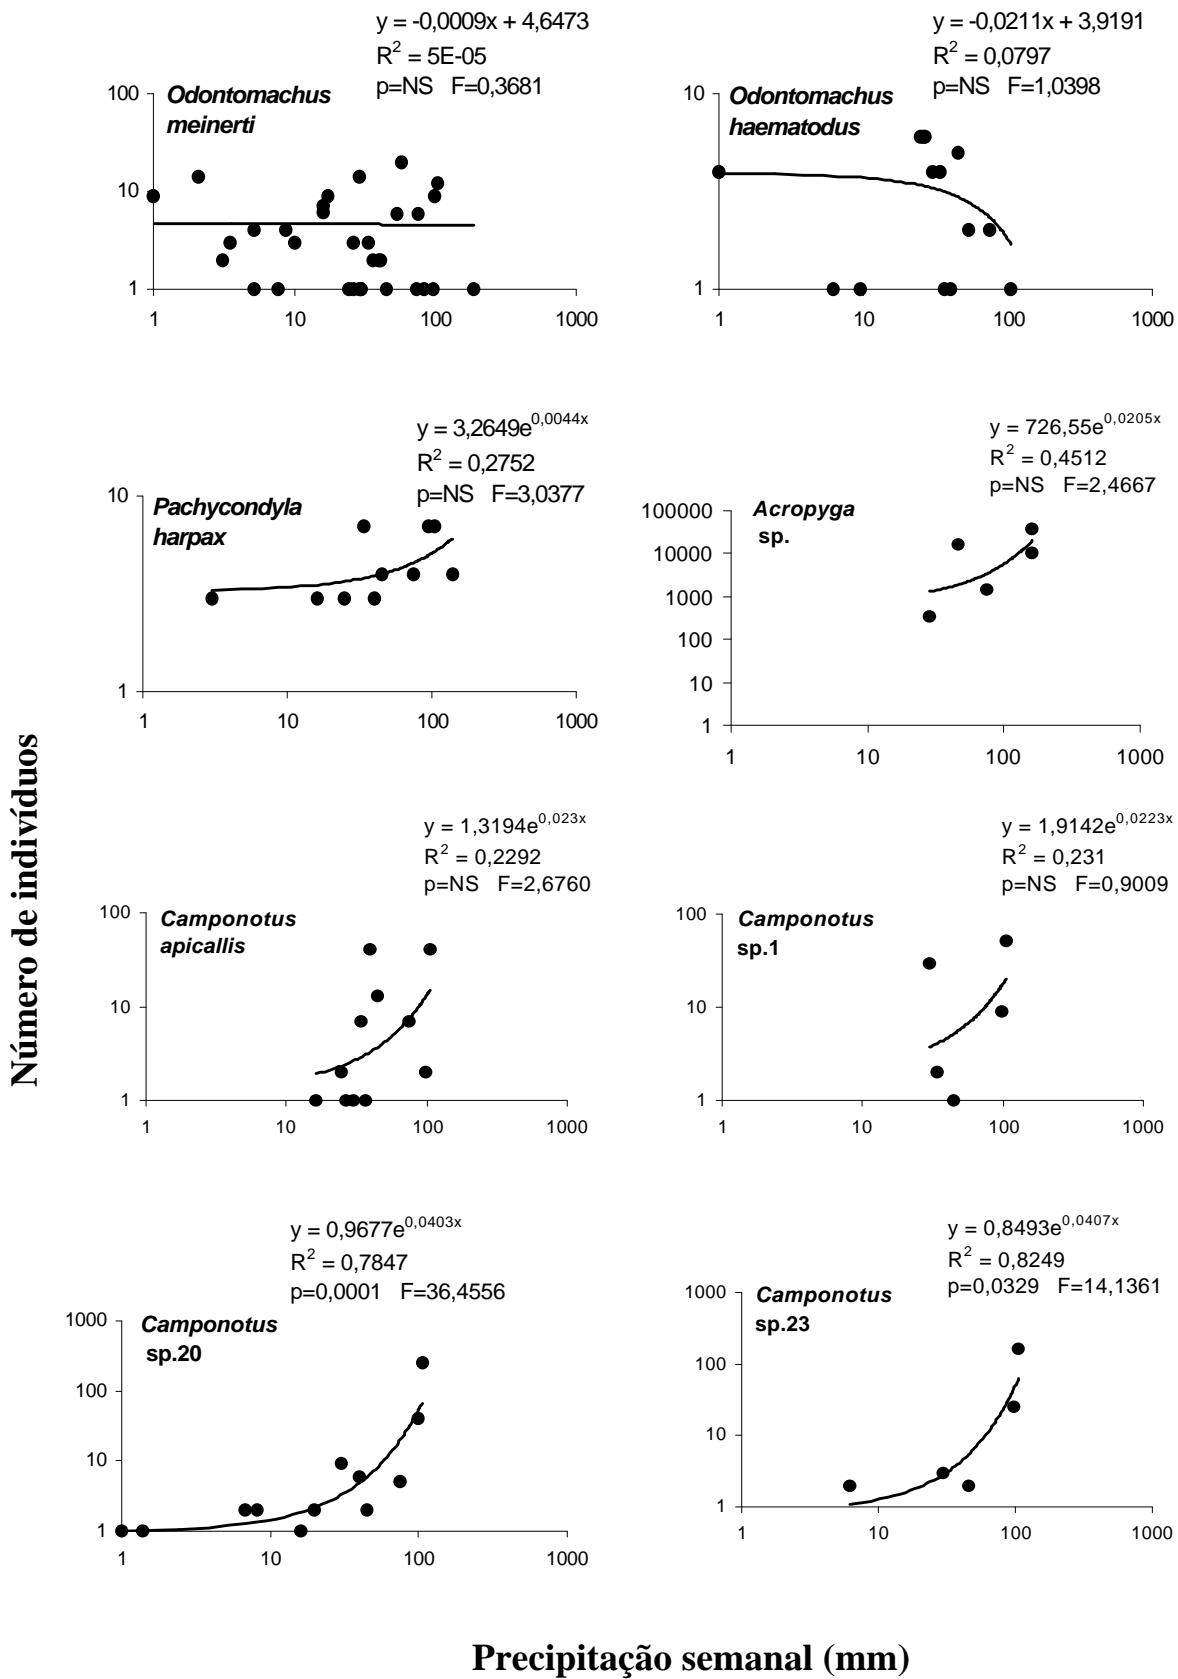 y = -0,0009x + 4,6473
R² = 5E-05
p=NS F=0,3681
Odontomachus
meinerti
100
10
1
1 10 100 1000
y = -0,0211x + 3,9191
R² = 0,0797
p=NS F=1,0398
Odontomachus
haematodus
10
1
1 10 100 1000
y = 3,2649e^0,0044x
R² = 0,2752
p=NS F=3,0377
Pachycondyla
harpax
10
1
1 10 100 1000
y = 726,55e^0,0205x
R² = 0,4512
p=NS F=2,4667
Acropyga
sp.
100000
10000
1000
100
10
1
1 10 100 1000
Número de indivíduos
y = 1,3194e^0,023x
R² = 0,2292
p=NS F=2,6760
Camponotus
apicallis
100
10
1
1 10 100 1000
y = 1,9142e^0,0223x
R² = 0,231
p=NS F=0,9009
Camponotus
sp.1
100
10
1
1 10 100 1000
y = 0,9677e^0,0403x
R² = 0,7847
p=0,0001 F=36,4556
Camponotus
sp.20
1000
100
10
1
1 10 100 1000
y = 0,8493e^0,0407x
R² = 0,8249
p=0,0329 F=14,1361
Camponotus
sp.23
1000
100
10
1
1 10 100 1000
Precipitação semanal (mm)